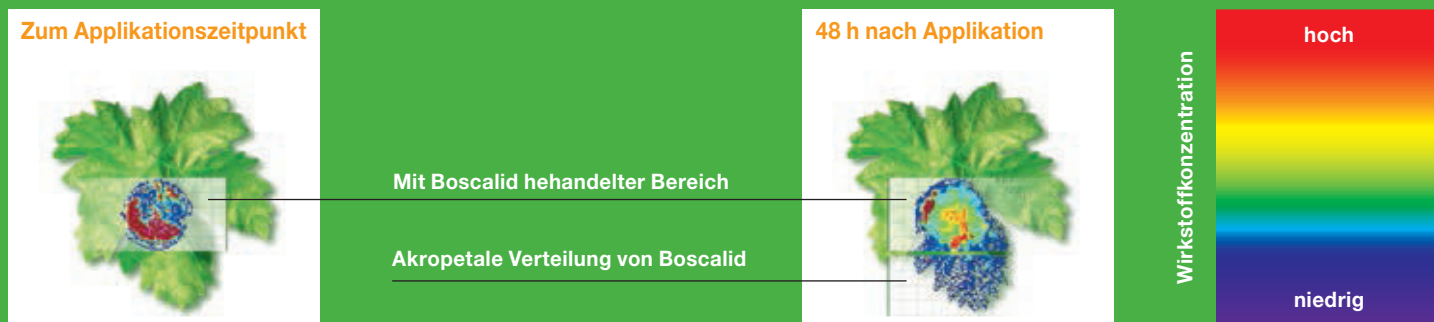 Zum Applikationszeitpunkt
48 h nach Applikation
Mit Boscalid hehandelter Bereich
Akropetale Verteilung von Boscalid
Wirkstoffkonzentration
hoch
niedrig